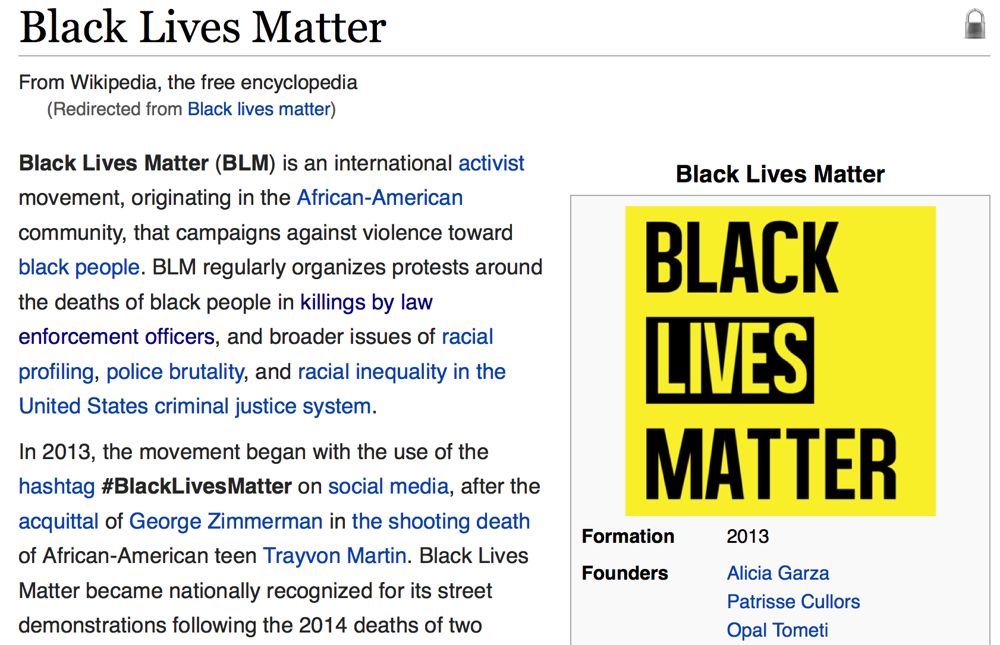 Black Lives Matter
From Wikipedia, the free encyclopedia
(Redirected from Black lives matter)
Black Lives Matter (BLM) is an international activist
movement, originating in the African-American
community, that campaigns against violence toward
black people. BLM regularly organizes protests around
the deaths of black people in killings by law
enforcement officers, and broader issues of racial
profiling, police brutality, and racial inequality in the
United States criminal justice system.
In 2013, the movement began with the use of the
hashtag #BlackLivesMatter on social media, after the
acquittal of George Zimmerman in the shooting death
of African-American teen Trayvon Martin. Black Lives
Matter became nationally recognized for its street
demonstrations following the 2014 deaths of two
Black Lives Matter
BLACK
LIVES
MATTER
Formation 2013
Founders Alicia Garza
Patrisse Cullors
Opal Tometi